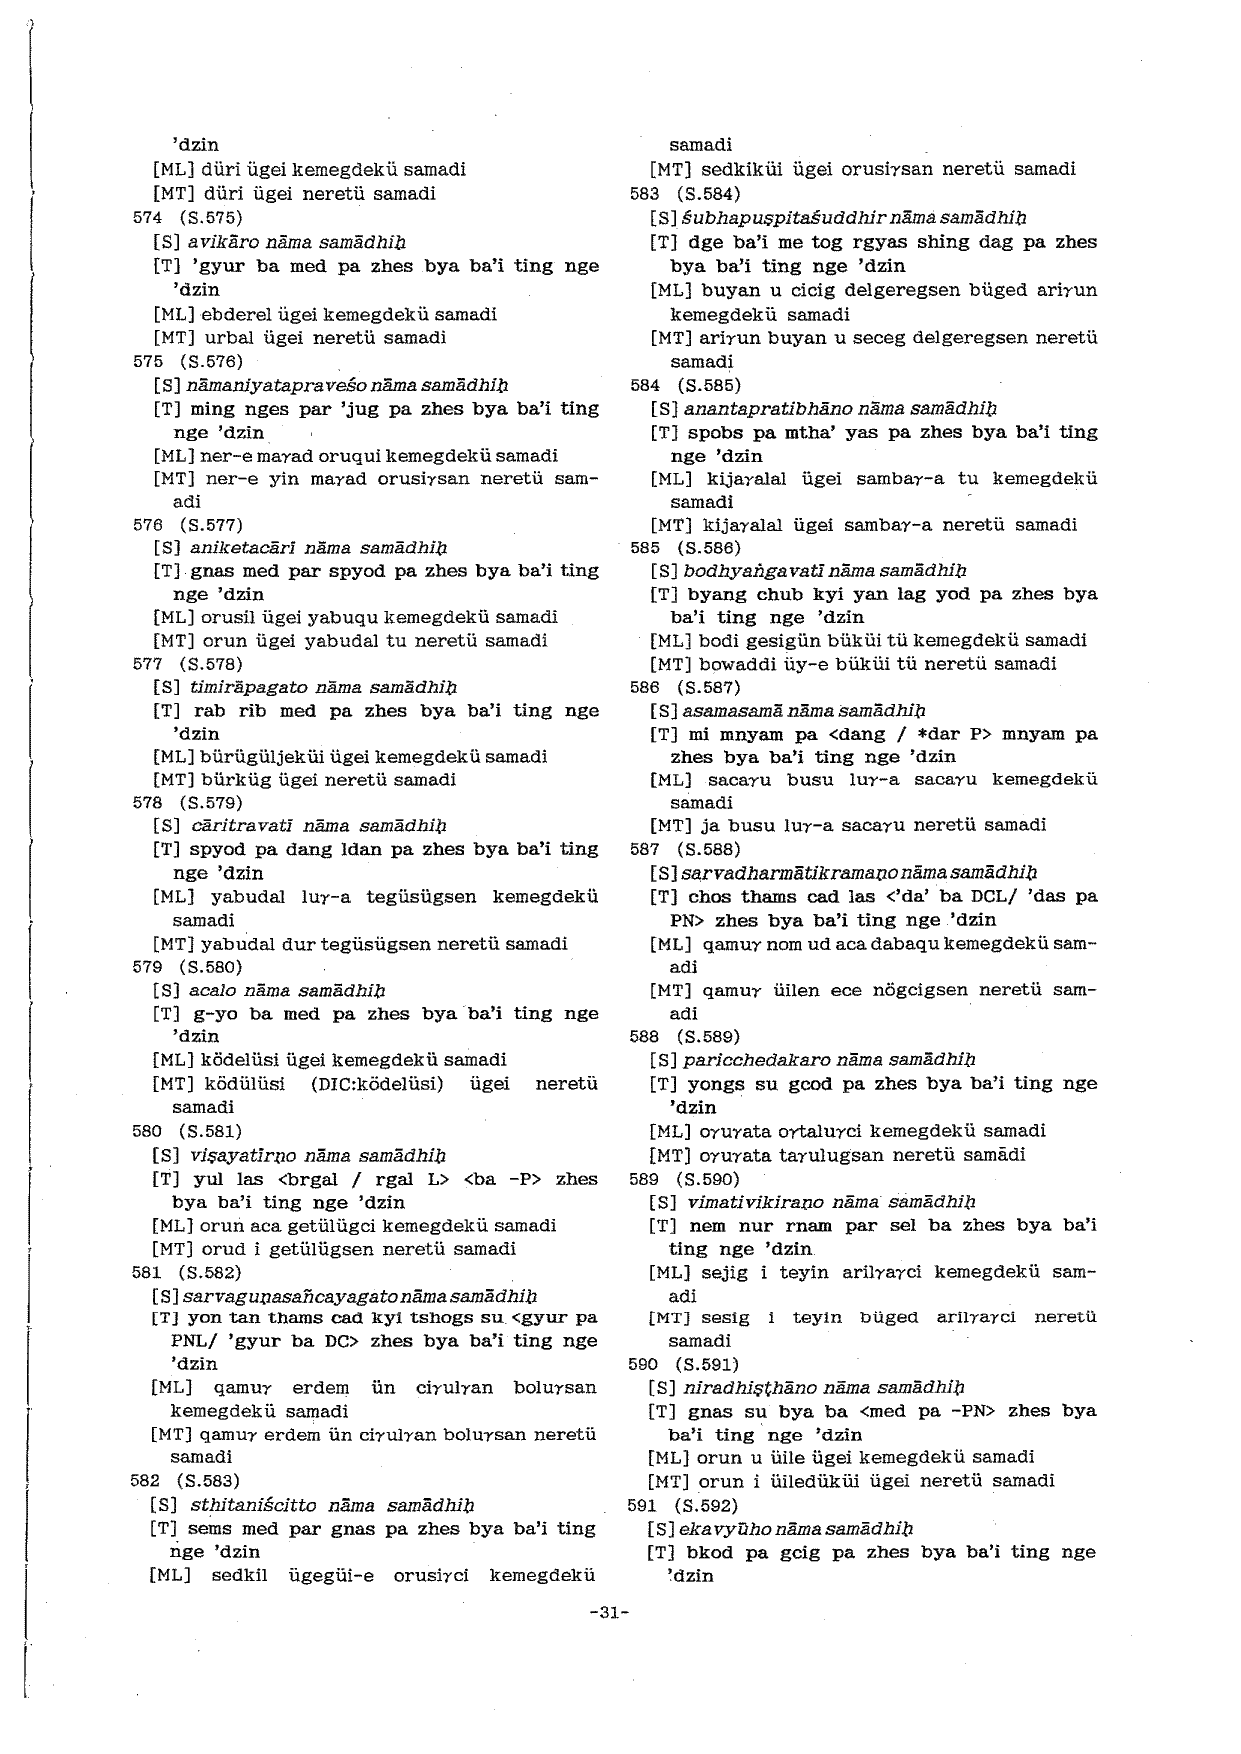 ’dzin
[ML] düri ügei kemegdekü samadi
[MT] düri ügei neretü samadi
574 (S.575)
[S] avikāro nāma samādhiḥ
[T] ’gyur ba med pa zhes bya ba’i ting nge
’dzin
[ML] ebderel ügei kemegdekü samadi
[MT] urbal ügei neretü samadi
575 (S.576)
[S] nāmaniyatapraveśo nāma samādhiḥ
[T] ming nges par ’jug pa zhes bya ba’i ting
nge ’dzin
[ML] ner-e maγad oruqui kemegdekü samadi
[MT] ner-e yin maγad orusiγsan neretü sam-
adi
576 (S.577)
[S] aniketacārī nāma samādhiḥ
[T] gnas med par spyod pa zhes bya ba’i ting
nge ’dzin
[ML] orusil ügei yabuqu kemegdekü samadi
[MT] orun ügei yabudal tu neretü samadi
577 (S.578)
[S] timirāpagato nāma samādhiḥ
[T] rab rib med pa zhes bya ba’i ting nge
’dzin
[ML] bürügüljeküi ügei kemegdekü samadi
[MT] bürküg ügei neretü samadi
578 (S.579)
[S] cāritravatī nāma samādhiḥ
[T] spyod pa dang ldan pa zhes bya ba’i ting
nge ’dzin
[ML] yabudal luγ-a tegüsügsen kemegdekü
samadi
[MT] yabudal dur tegüsügsen neretü samadi
579 (S.580)
[S] acalo nāma samādhiḥ
[T] g-yo ba med pa zhes bya ba’i ting nge
’dzin
[ML] ködelüsi ügei kemegdekü samadi
[MT] ködülüsi (DIC:ködelüsi) ügei neretü
samadi
580 (S.581)
[S] viṣayatīrṇo nāma samādhiḥ
[T] yul las <brgal / rgal L> <ba -P> zhes
bya ba’i ting nge ’dzin
[ML] orun aca getülügci kemegdekü samadi
[MT] orud i getülügsen neretü samadi
581 (S.582)
[S] sarvaguṇasañcayagato nāma samādhiḥ
[T] yon tan thams cad kyi tshogs su <gyur pa
PNL/ ’gyur ba DC> zhes bya ba’i ting nge
’dzin
[ML] qamuγ erdem ün ciγulγan boluγsan
kemegdekü samadi
[MT] qamuγ erdem ün ciγulγan boluγsan neretü
samadi
582 (S.583)
[S] sthitaniścitto nāma samādhiḥ
[T] sems med par gnas pa zhes bya ba’i ting
nge ’dzin
[ML] sedkil ügegüi-e orusiγci kemegdekü
samadi
[MT] sedkiküi ügei orusiγsan neretü samadi
583 (S.584)
[S] śubhapuṣpitaśuddhir nāma samādhiḥ
[T] dge ba’i me tog rgyas shing dag pa zhes
bya ba’i ting nge ’dzin
[ML] buyan u cicig delgeregsen büged ariγun
kemegdekü samadi
[MT] ariγun buyan u seceg delgeregsen neretü
samadi
584 (S.585)
[S] anantapratibhāno nāma samādhiḥ
[T] spobs pa mtha’ yas pa zhes bya ba’i ting
nge ’dzin
[ML] kijaγalal ügei sambaγ-a tu kemegdekü
samadi
[MT] kijaγalal ügei sambaγ-a neretü samadi
585 (S.586)
[S] bodhyaṅgavatī nāma samādhiḥ
[T] byang chub kyi yan lag yod pa zhes bya
ba’i ting nge ’dzin
[ML] bodi gesigün büküi tü kemegdekü samadi
[MT] bowaddi üy-e büküi tü neretü samadi
586 (S.587)
[S] asamasamā nāma samādhiḥ
[T] mi mnyam pa <dang / *dar P> mnyam pa
zhes bya ba’i ting nge ’dzin
[ML] sacaγu busu luγ-a sacaγu kemegdekü
samadi
[MT] ja busu luγ-a sacaγu neretü samadi
587 (S.588)
[S] sarvadharmātikramaṇo nāma samādhiḥ
[T] chos thams cad las <’da’ ba DCL/ ’das pa
PN> zhes bya ba’i ting nge ’dzin
[ML] qamuγ nom ud aca dabaqu kemegdekü sam-
adi
[MT] qamuγ üilen ece nögcigsen neretü sam-
adi
588 (S.589)
[S] paricchedakaro nāma samādhiḥ
[T] yongs su gcod pa zhes bya ba’i ting nge
’dzin
[ML] oγuγata oγtaluγci kemegdekü samadi
[MT] oγuγata taγulugsan neretü samādi
589 (S.590)
[S] vimativikiraṇo nāma samādhiḥ
[T] nem nur rnam par sel ba zhes bya ba’i
ting nge ’dzin
[ML] sejig i teyin arilγaγci kemegdekü sam-
adi
[MT] sesig i teyin büged arilγaγci neretü
samadi
590 (S.591)
[S] niradhiṣṭhāno nāma samādhiḥ
[T] gnas su bya ba <med pa -PN> zhes bya
ba’i ting nge ’dzin
[ML] orun u üile ügei kemegdekü samadi
[MT] orun i üiledüküi ügei neretü samadi
591 (S.592)
[S] ekavyūho nāma samādhiḥ
[T] bkod pa gcig pa zhes bya ba’i ting nge
’dzin
-31-